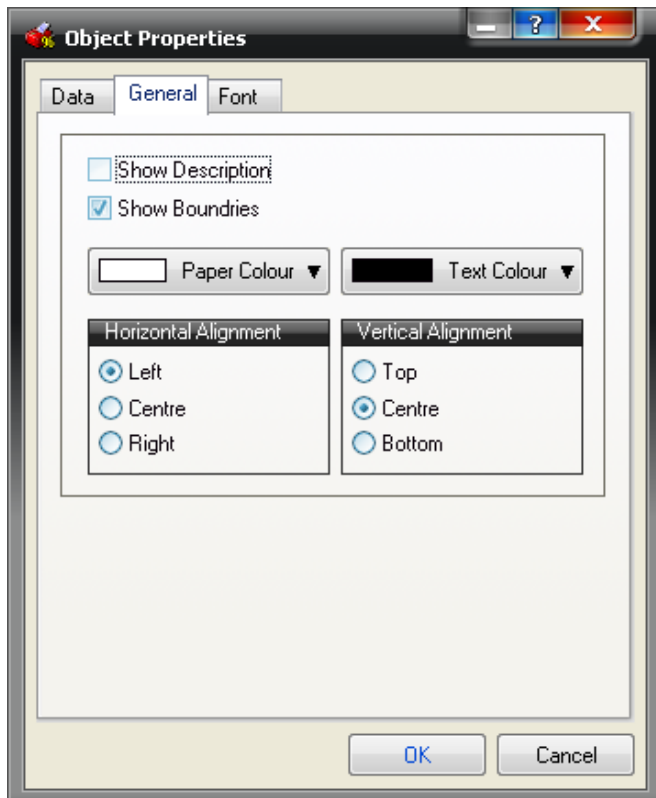 Object Properties
Data General Font
Show Description
Show Boundries
Paper Colour Text Colour
Horizontal Alignment Vertical Alignment
Left Top
Centre Centre
Right Bottom
OK Cancel